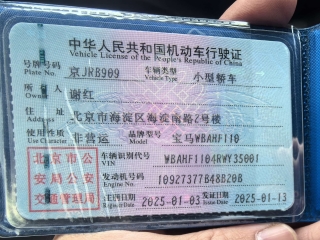 中华人民共和国机动车行驶证
Vehicle License of the People's Republic of China
号牌号码 京JRB909 车辆类型 小型轿车
Plate No. Vehicle Type
所有人 谢红
Owner
住址 北京市海淀区海淀南路2号楼
Address
使用性质 非营运 品牌型号 宝马WBAHF110
Use Character Model
北京市公安局公安交通管理局
车辆识别代号 WBAHF1104RWY35001
VIN
发动机号码 10927377B48B20B
Engine No.
注册日期 2025-01-03 发证日期 2025-01-13
Register Date Issue Date